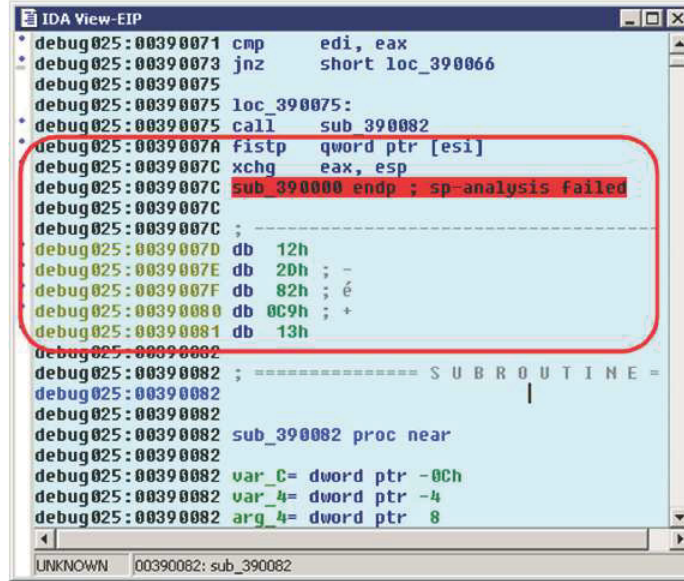 IDA View-EIP
debug025:00390071 cmp edi, eax
debug025:00390073 jnz short loc_390066
debug025:00390075
debug025:00390075 loc_390075:
debug025:00390075 call sub_390082
debug025:0039007A fistp qword ptr [esi]
debug025:0039007C xchg eax, esp
debug025:0039007C sub_390000 endp ; sp-analysis failed
debug025:0039007C
debug025:0039007C ; ---------------------------------------
debug025:0039007D db 12h
debug025:0039007E db 2Dh ; -
debug025:0039007F db 82h ; é
debug025:00390080 db 0C9h ; +
debug025:00390081 db 13h
debug025:00390082
debug025:00390082 ; =============== S U B R O U T I N E =
debug025:00390082
debug025:00390082
debug025:00390082 sub_390082 proc near
debug025:00390082
debug025:00390082 var_C= dword ptr -0Ch
debug025:00390082 var_4= dword ptr -4
debug025:00390082 arg_4= dword ptr 8
UNKNOWN 00390082: sub_390082